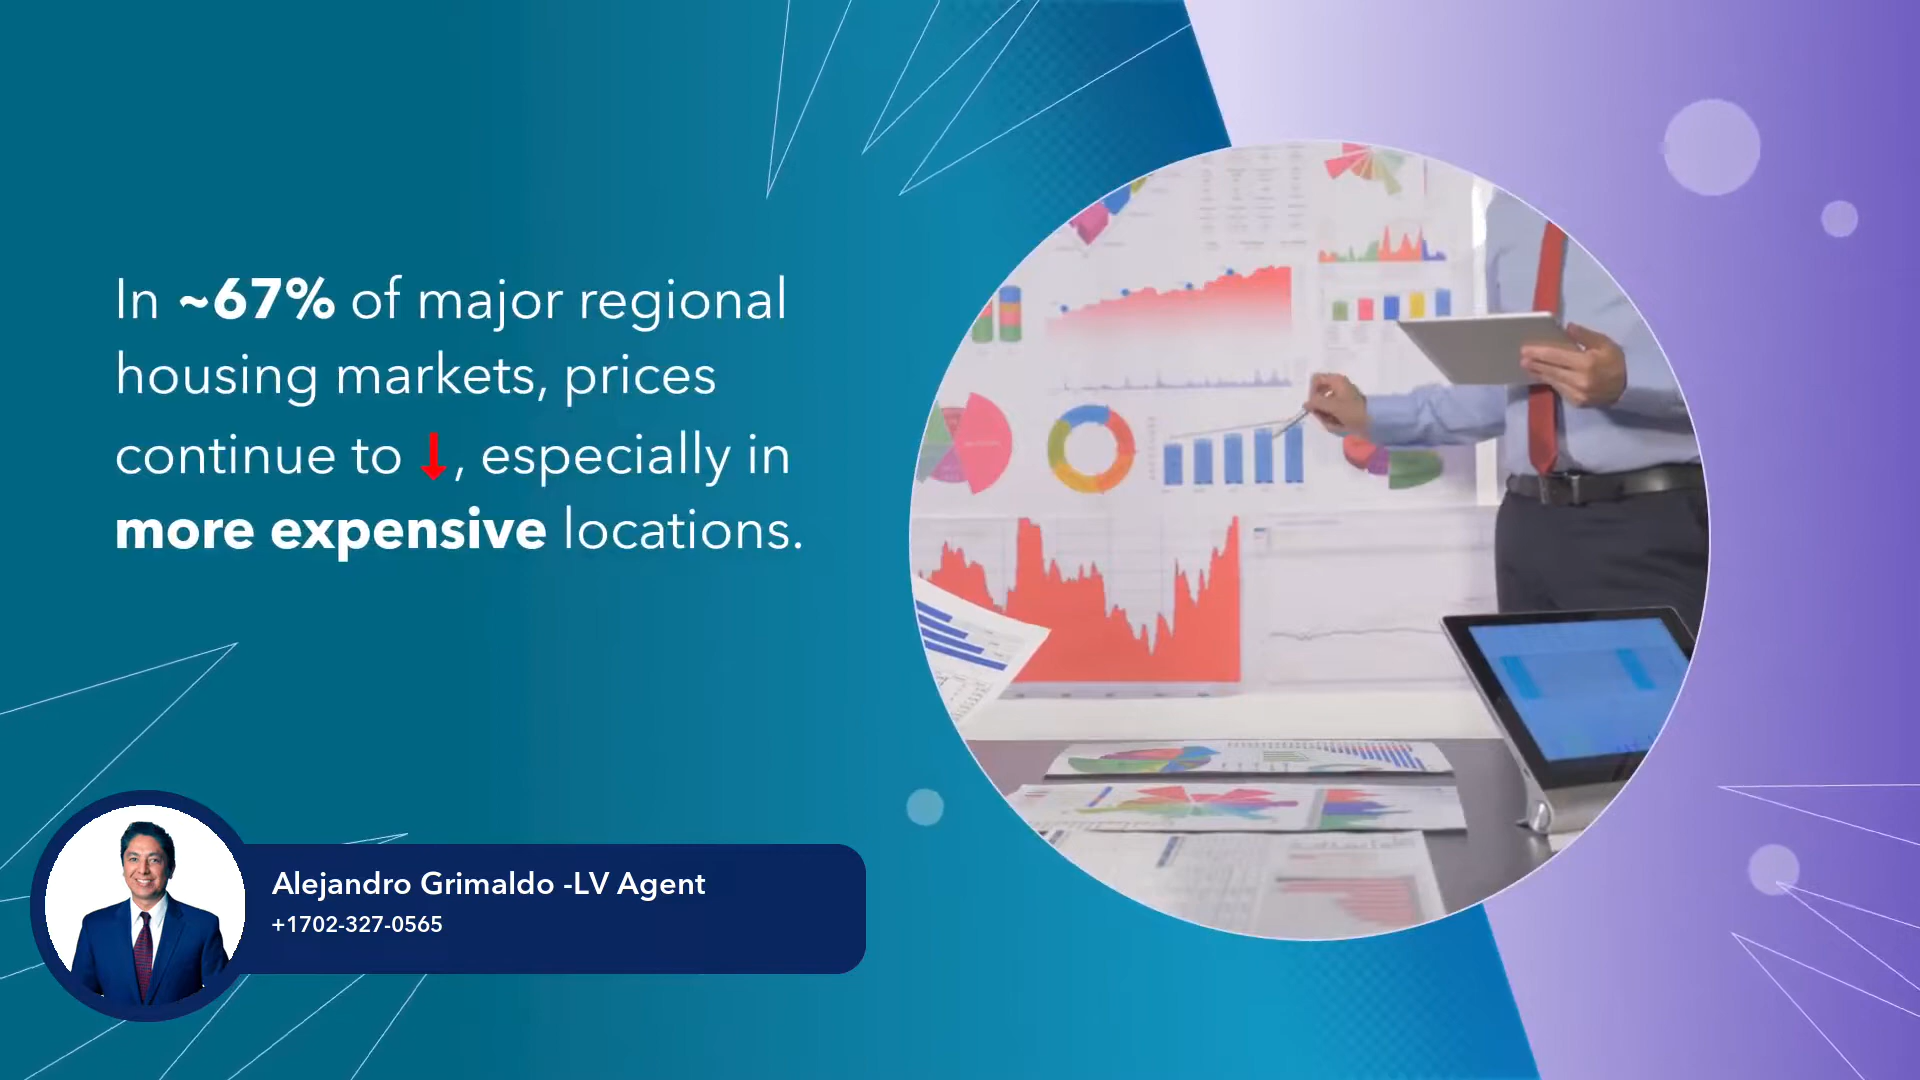 In ~67% of major regional
housing markets, prices
continue to ↓, especially in
more expensive locations.
Alejandro Grimaldo -LV Agent
+1702-327-0565